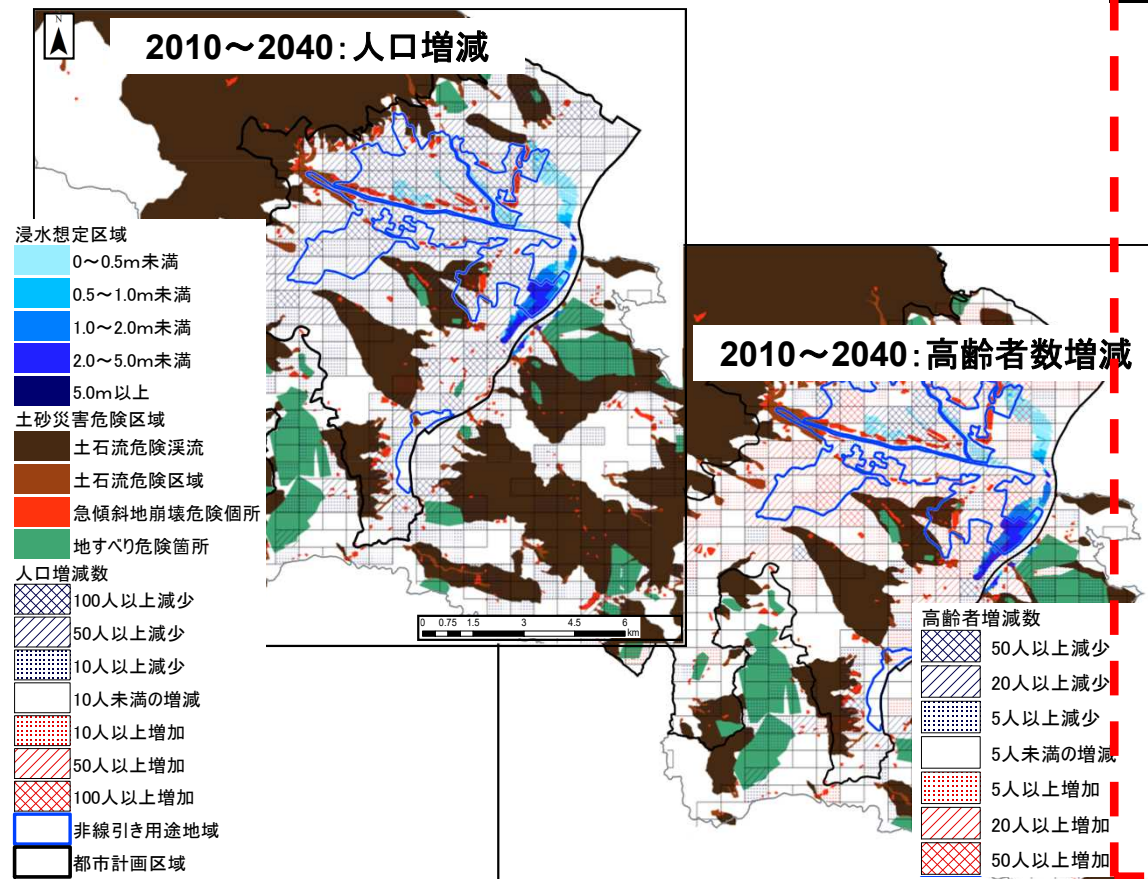 N
2010～2040：人口増減
浸水想定区域
0～0.5m未満
0.5～1.0m未満
1.0～2.0m未満
2.0～5.0m未満
5.0m以上
土砂災害危険区域
土石流危険渓流
土石流危険区域
急傾斜地崩壊危険個所
地すべり危険箇所
人口増減数
100人以上減少
50人以上減少
10人以上減少
10人未満の増減
10人以上増加
50人以上増加
100人以上増加
非線引き用途地域
都市計画区域
0 0.75 1.5 3 4.5 6
km
2010～2040：高齢者数増減
高齢者増減数
50人以上減少
20人以上減少
5人以上減少
5人未満の増減
5人以上増加
20人以上増加
50人以上増加